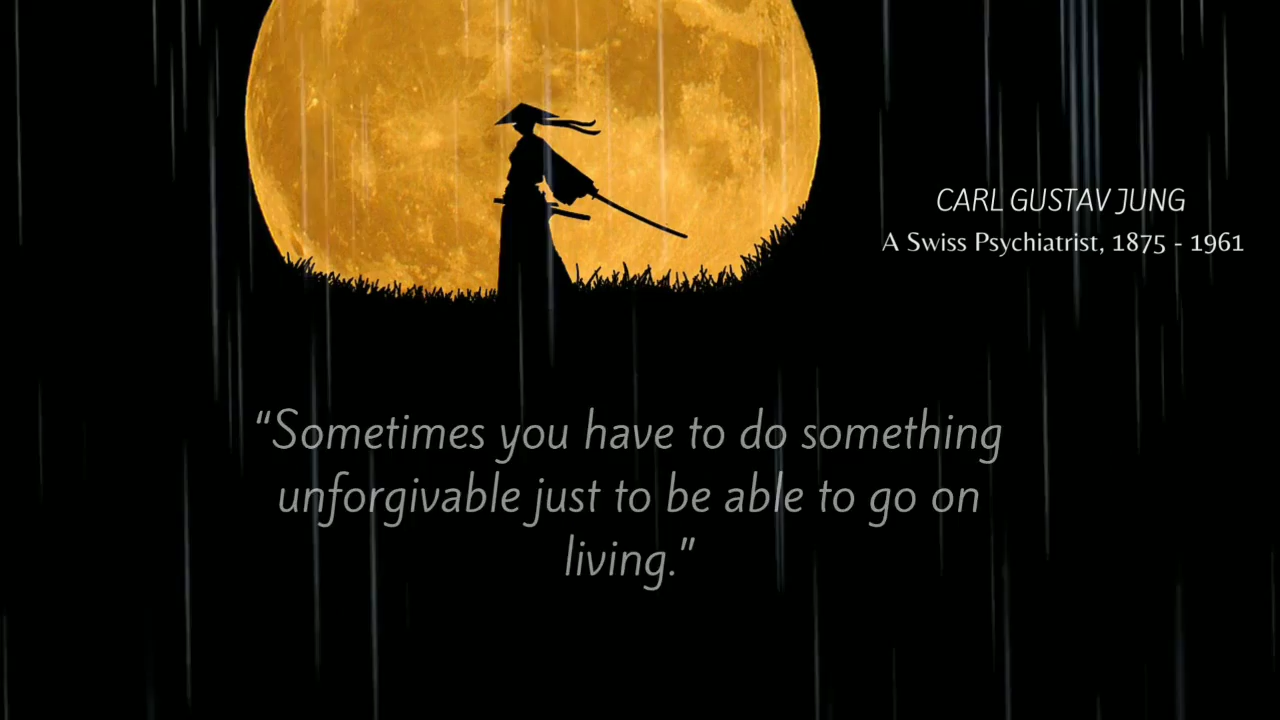 CARL GUSTAV JUNG
A Swiss Psychiatrist, 1875 - 1961
“Sometimes you have to do something
unforgivable just to be able to go on
living.”